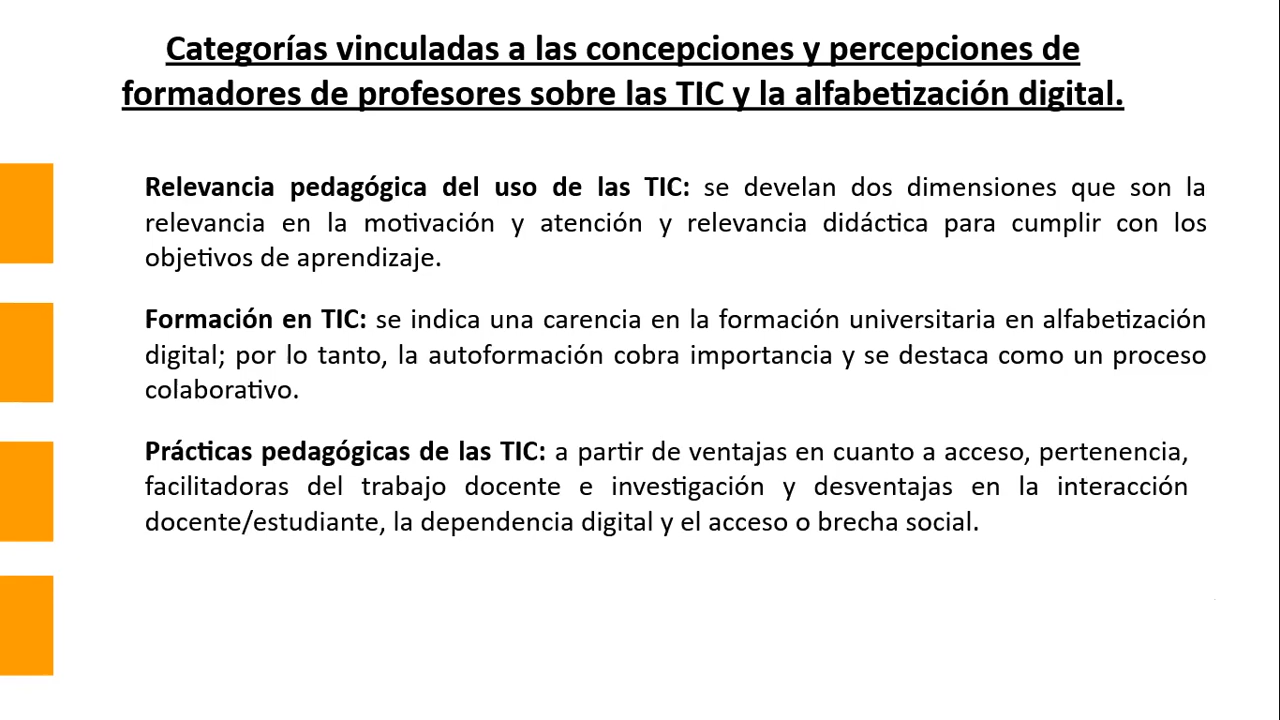 Categorías vinculadas a las concepciones y percepciones de
formadores de profesores sobre las TIC y la alfabetización digital.
Relevancia pedagógica del uso de las TIC: se develan dos dimensiones que son la
relevancia en la motivación y atención y relevancia didáctica para cumplir con los
objetivos de aprendizaje.
Formación en TIC: se indica una carencia en la formación universitaria en alfabetización
digital; por lo tanto, la autoformación cobra importancia y se destaca como un proceso
colaborativo.
Prácticas pedagógicas de las TIC: a partir de ventajas en cuanto a acceso, pertenencia,
facilitadoras del trabajo docente e investigación y desventajas en la interacción
docente/estudiante, la dependencia digital y el acceso o brecha social.